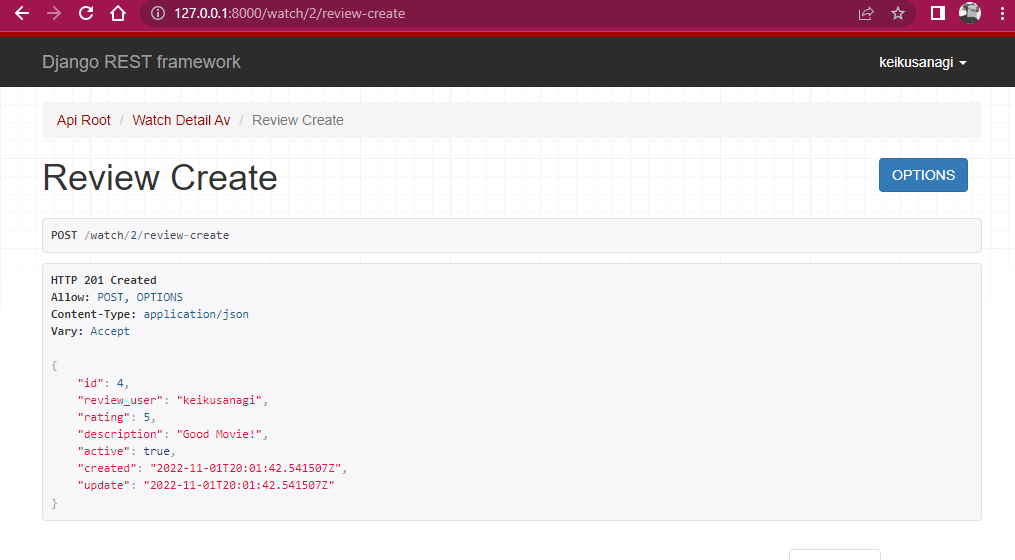 127.0.0.1:8000/watch/2/review-create
Django REST framework
keikusanagi
Api Root / Watch Detail Av / Review Create
Review Create
OPTIONS
POST /watch/2/review-create
HTTP 201 Created
Allow: POST, OPTIONS
Content-Type: application/json
Vary: Accept
{
"id": 4,
"review_user": "keikusanagi",
"rating": 5,
"description": "Good Movie!",
"active": true,
"created": "2022-11-01T20:01:42.541507Z",
"update": "2022-11-01T20:01:42.541507Z"
}